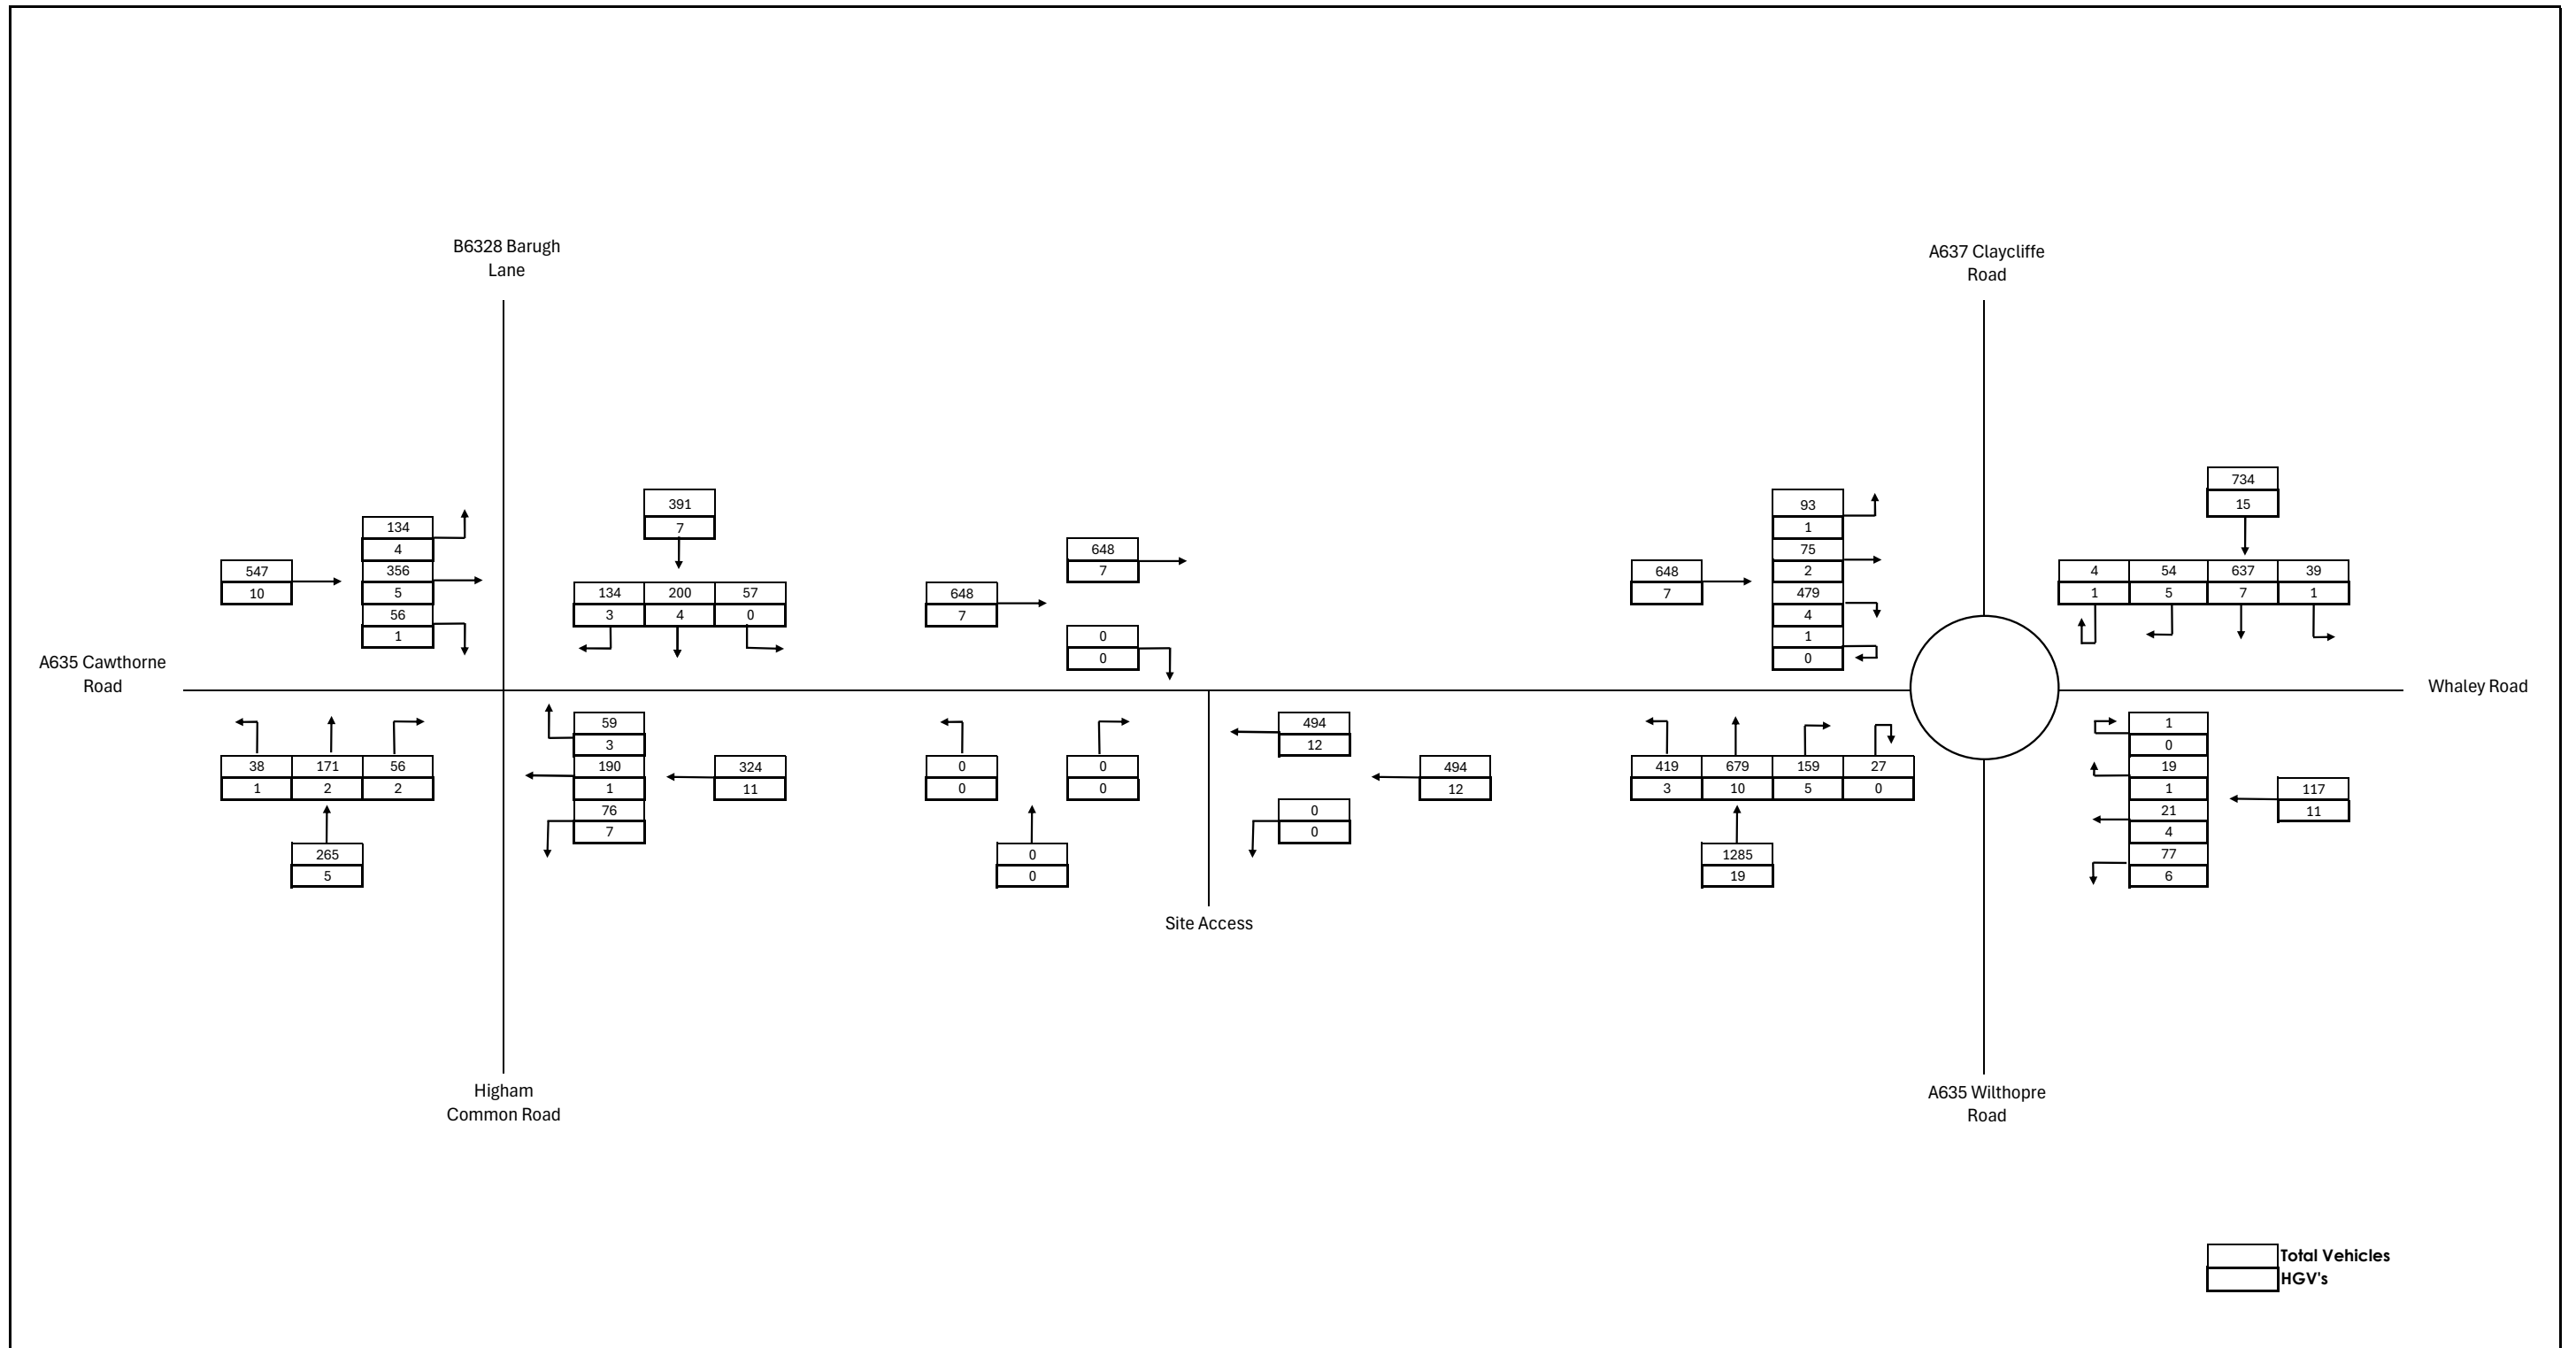 B6328 Barugh
Lane
A637 Claycliffe
Road
734
15
391
7
93
1
75
2
479
4
1
0
134
4
356
5
56
1
547
10
648
7
0
0
648
7
648
7
4 54 637 39
1 5 7 1
134 200 57
3 4 0
A635 Cawthorne
Road
Whaley Road
59
3
190
1
76
7
324
11
38 171 56
1 2 2
265
5
0
0
0
0
0
0
494
12
0
0
494
12
419 679 159 27
3 10 5 0
1285
19
1
0
19
1
21
4
77
6
117
11
Site Access
Higham
Common Road
A635 Wilthopre
Road
Total Vehicles
HGV's